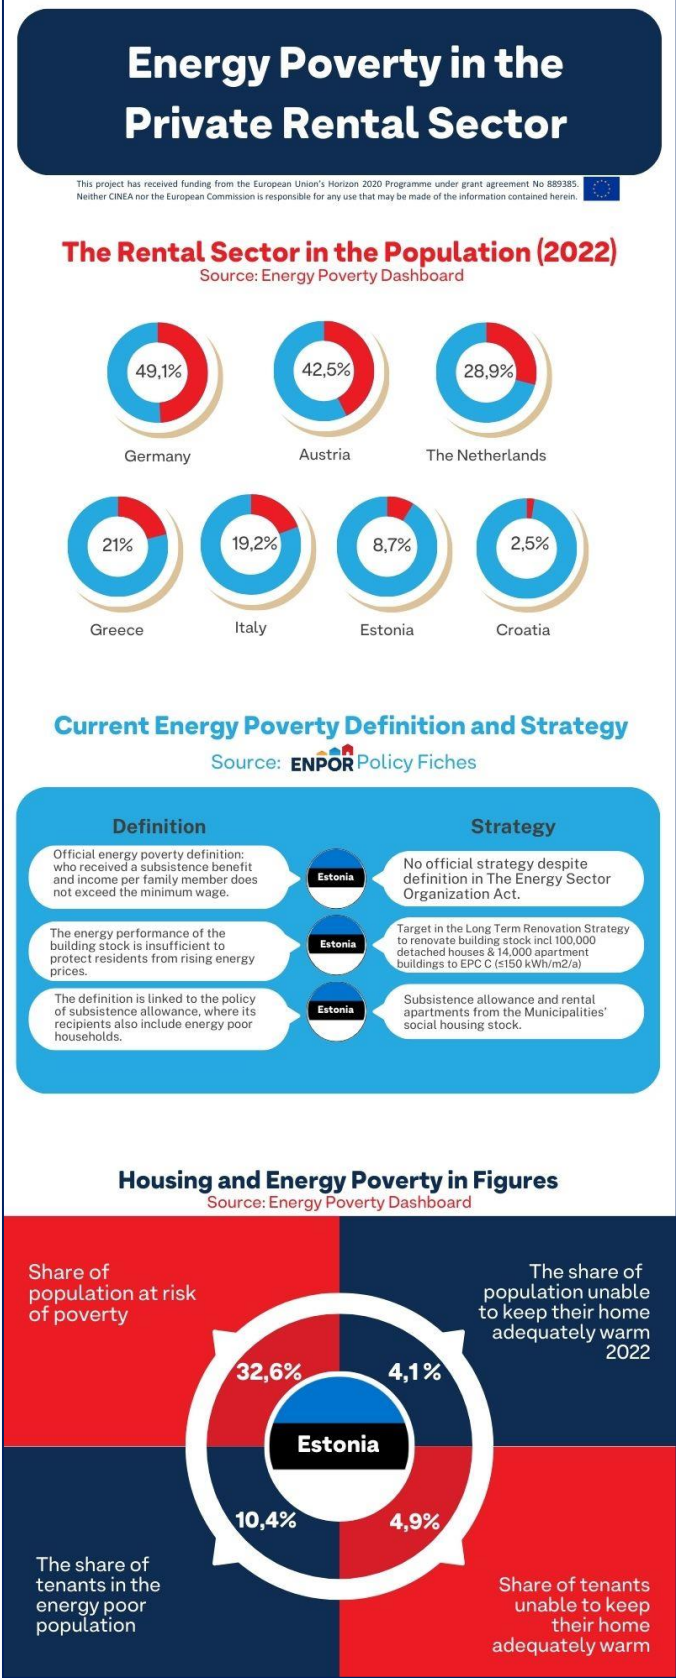 Energy Poverty in the
Private Rental Sector
This project has received funding from the European Union's Horizon 2020 Programme under grant agreement No 889385.
Neither CINEA nor the European Commission is responsible for any use that may be made of the information contained herein.
The Rental Sector in the Population (2022)
Source: Energy Poverty Dashboard
49,1%
42,5%
28,9%
Germany
Austria
The Netherlands
21%
19,2%
8,7%
2,5%
Greece
Italy
Estonia
Croatia
Current Energy Poverty Definition and Strategy
Source: ENPOR Policy Fiches
Definition
Strategy
Official energy poverty definition:
who received a subsistence benefit
and income per family member does
not exceed the minimum wage.
Estonia
No official strategy despite
definition in The Energy Sector
Organization Act.
The energy performance of the
building stock is insufficient to
protect residents from rising energy
prices.
Estonia
Target in the Long Term Renovation Strategy
to renovate building stock incl 100,000
detached houses & 14,000 apartment
buildings to EPC C (≤150 kWh/m2/a)
The definition is linked to the policy
of subsistence allowance, where its
recipients also include energy poor
households.
Estonia
Subsistence allowance and rental
apartments from the Municipalities'
social housing stock.
Housing and Energy Poverty in Figures
Source: Energy Poverty Dashboard
Share of
population at risk
of poverty
The share of
population unable
to keep their home
adequately warm
2022
32,6%
4,1%
Estonia
10,4%
4,9%
The share of
tenants in the
energy poor
population
Share of tenants
unable to keep
their home
adequately warm